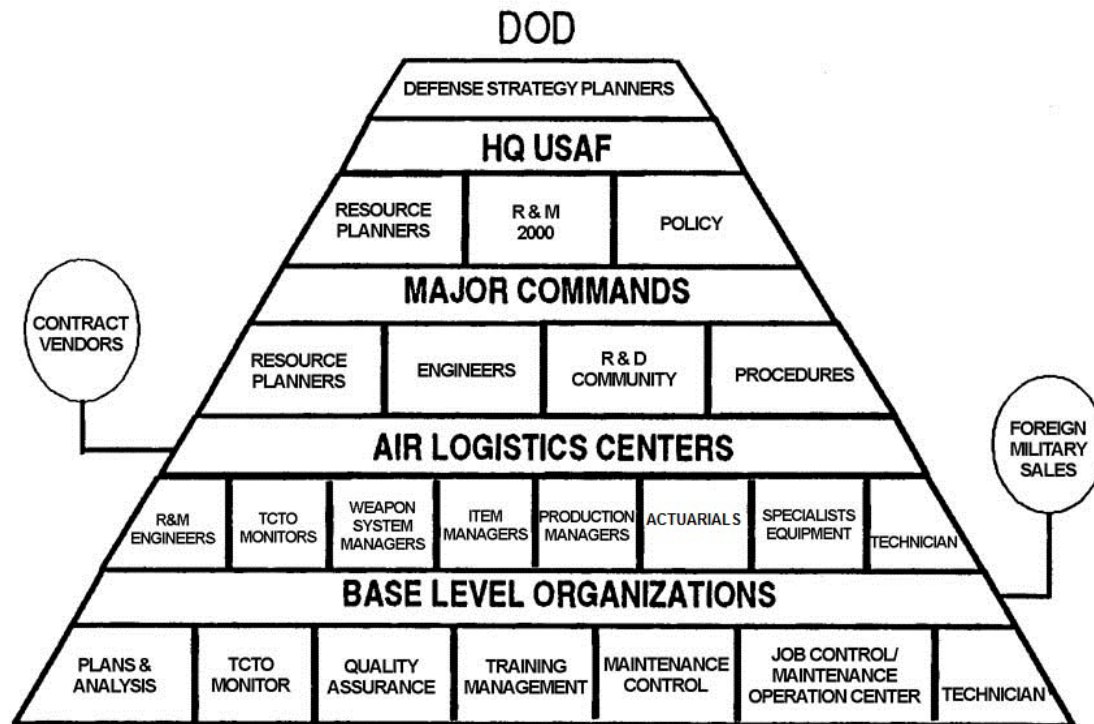 DOD
DEFENSE STRATEGY PLANNERS
HQ USAF
RESOURCE
PLANNERS
R & M
2000
POLICY
MAJOR COMMANDS
CONTRACT
VENDORS
RESOURCE
PLANNERS
ENGINEERS
R & D
COMMUNITY
PROCEDURES
AIR LOGISTICS CENTERS
FOREIGN
MILITARY
SALES
R&M
ENGINEERS
TCTO
MONITORS
WEAPON
SYSTEM
MANAGERS
ITEM
MANAGERS
PRODUCTION
MANAGERS
ACTUARIALS
SPECIALISTS
EQUIPMENT
TECHNICIAN
BASE LEVEL ORGANIZATIONS
PLANS &
ANALYSIS
TCTO
MONITOR
QUALITY
ASSURANCE
TRAINING
MANAGEMENT
MAINTENANCE
CONTROL
JOB CONTROL/
MAINTENANCE
OPERATION CENTER
TECHNICIAN